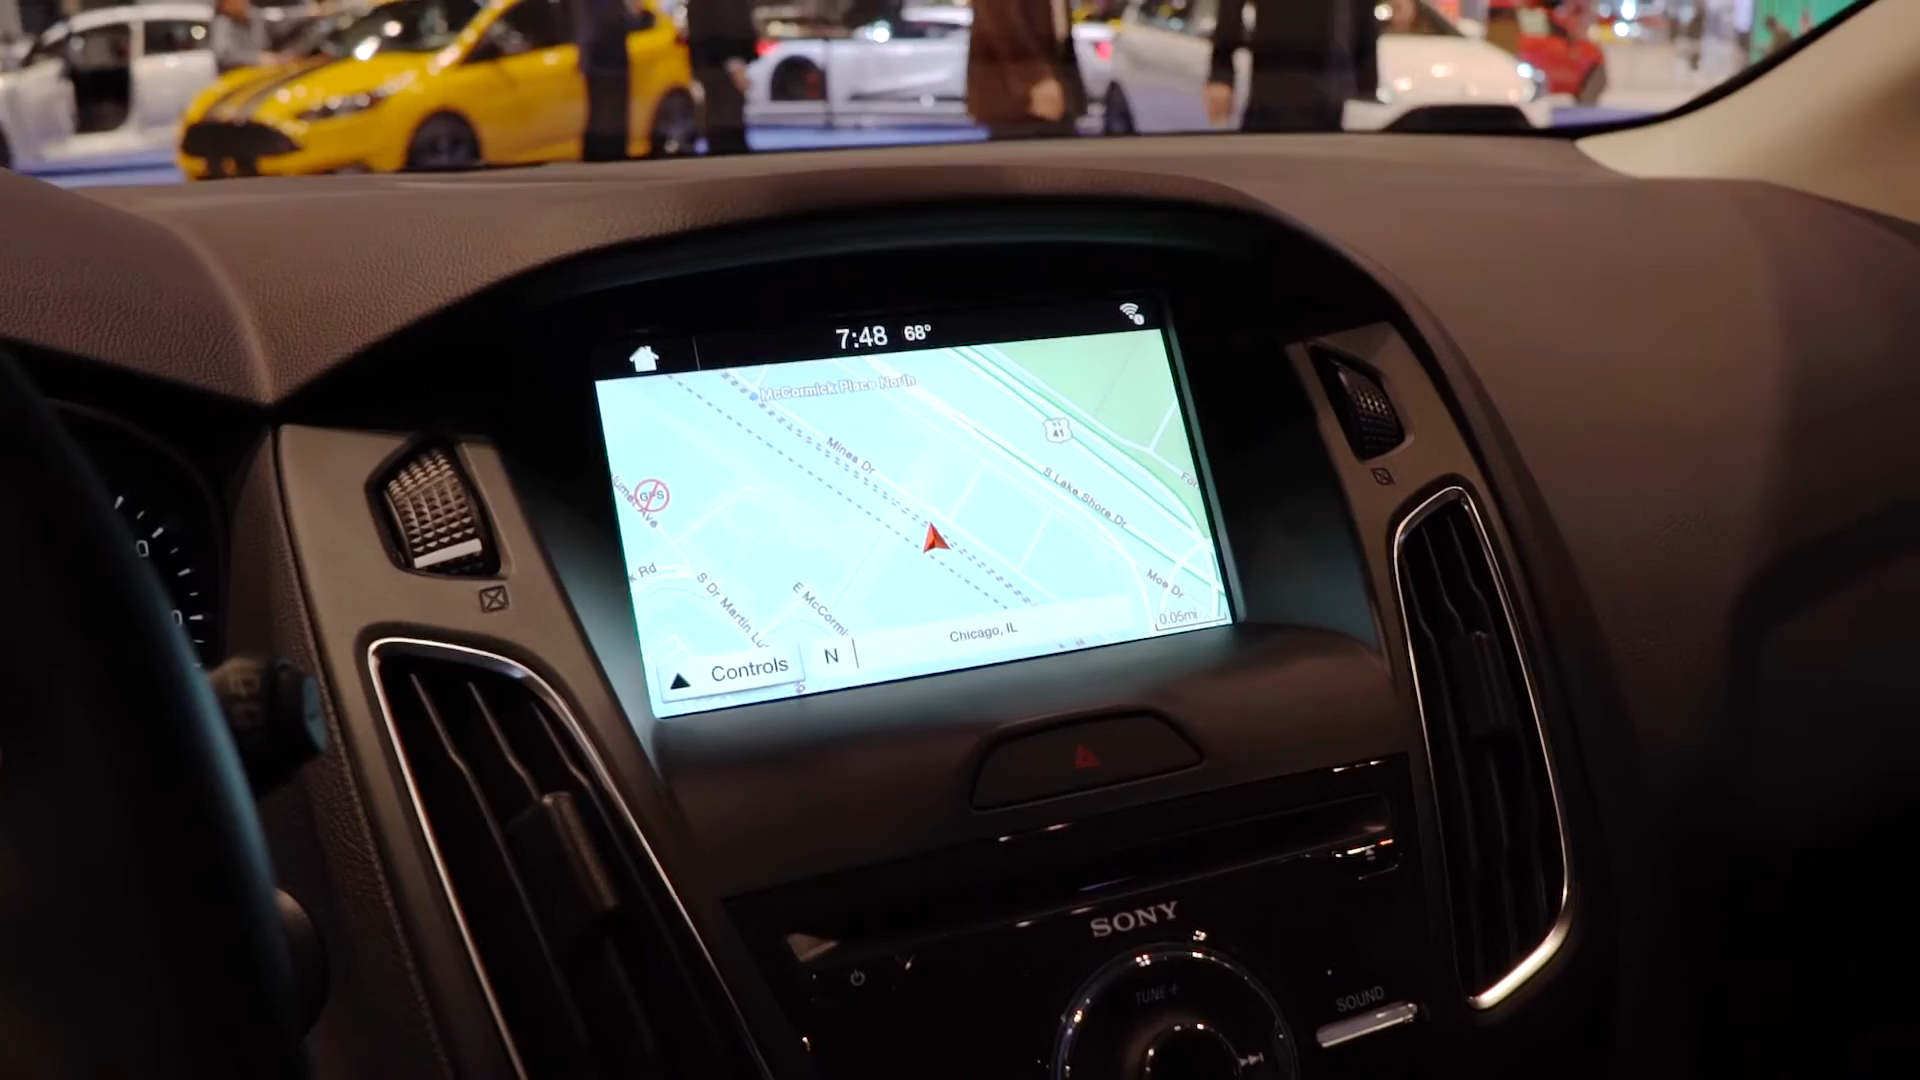 7:48 68°
McCormick Place North
US
41
Mines Dr
GPS
S Lake Shore Dr
Rd
S Dr Martin Lu
E McCormi
Moe Dr
0.05mi
Chicago, IL
N
Controls
SONY
TUNE +
SOUND